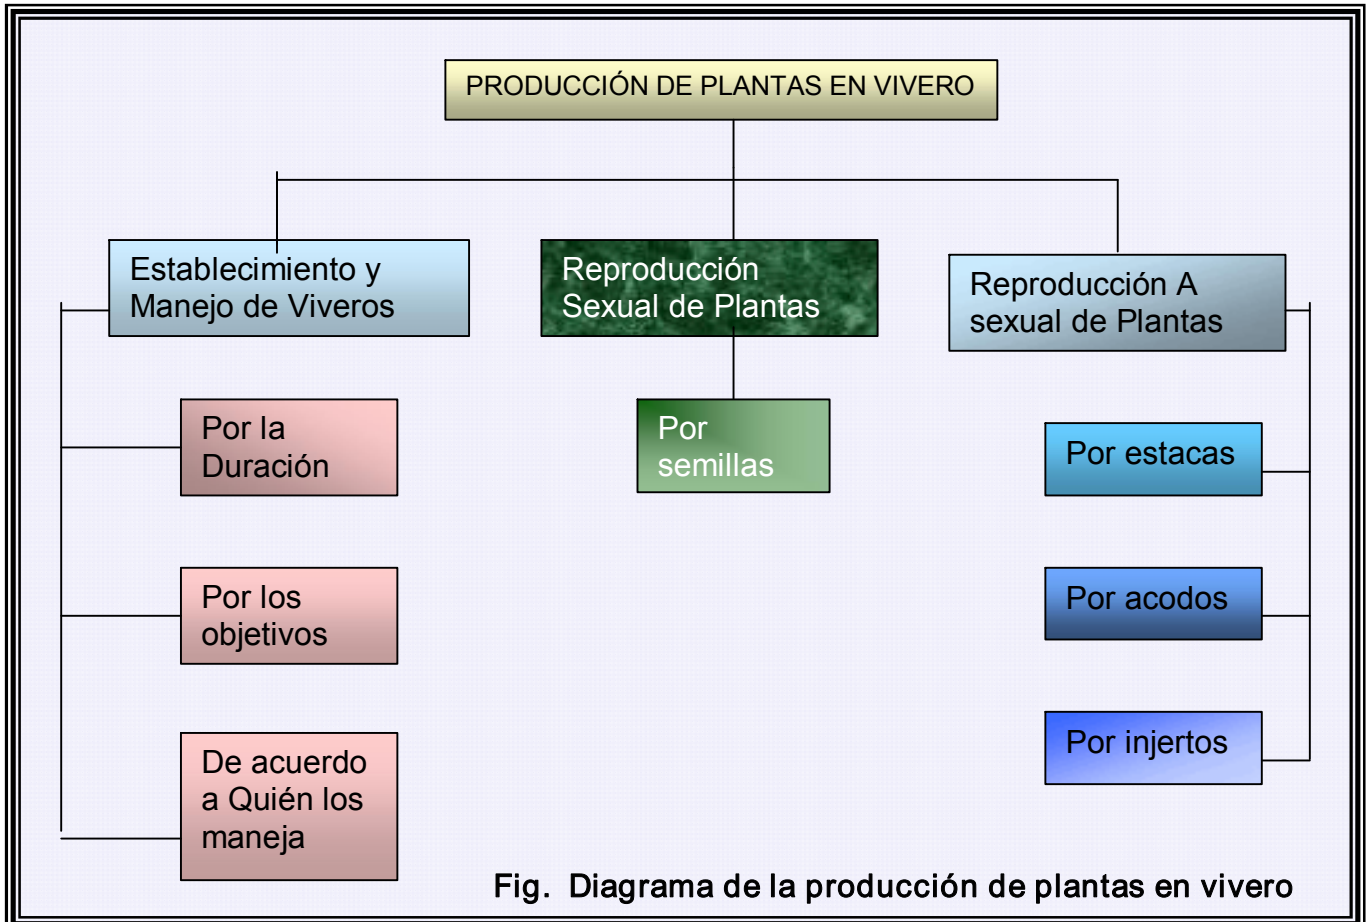 PRODUCCIÓN DE PLANTAS EN VIVERO
Establecimiento y
Manejo de Viveros
Reproducción
Sexual de Plantas
Reproducción A
sexual de Plantas
Por la
Duración
Por los
objetivos
De acuerdo
a Quién los
maneja
Por
semillas
Por estacas
Por acodos
Por injertos
Fig. Diagrama de la producción de plantas en vivero